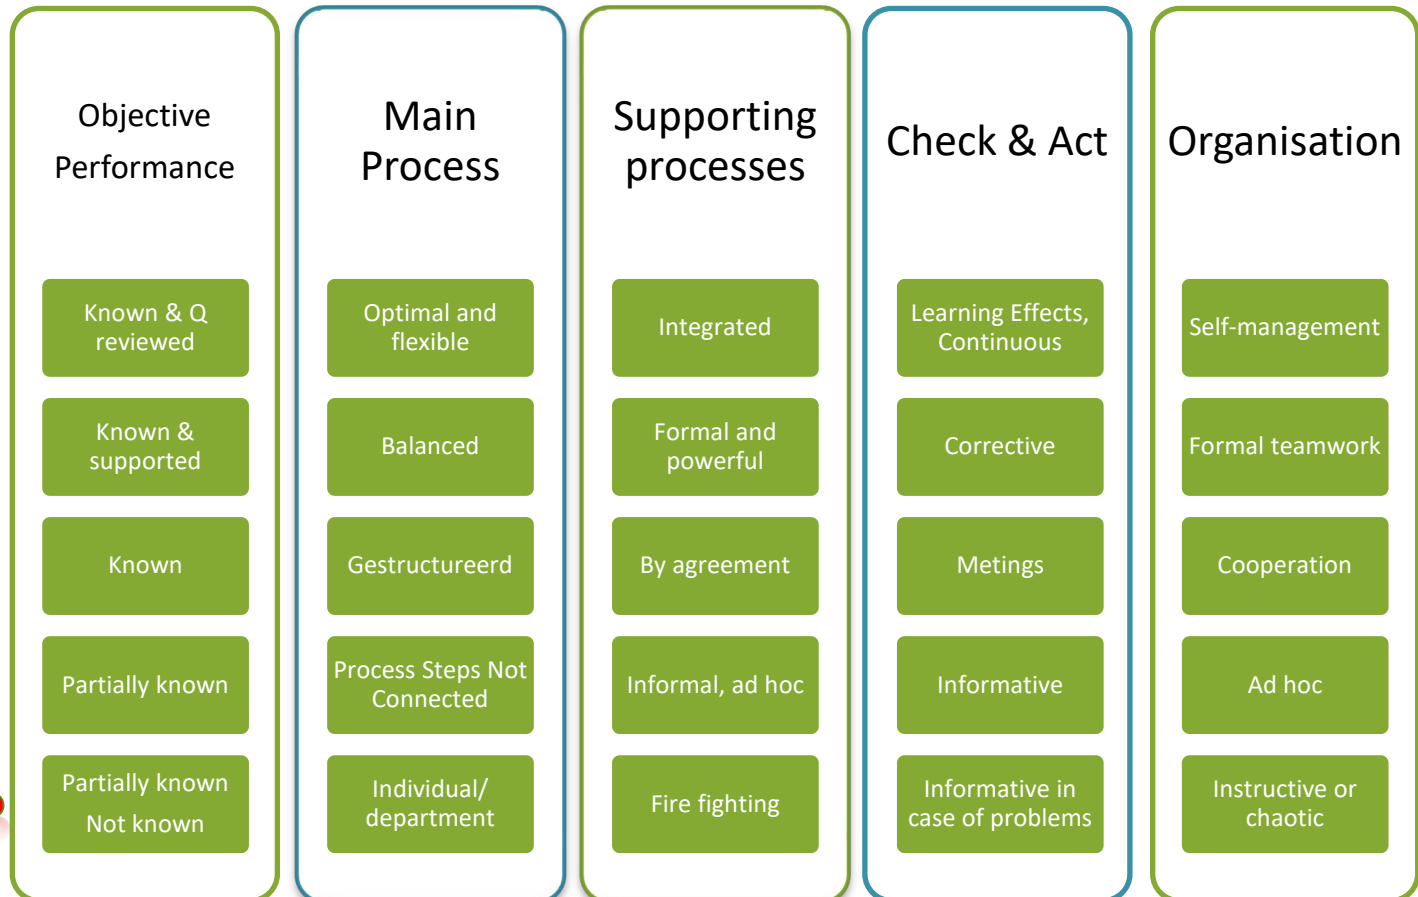 Objective
Performance
Known & Q
reviewed
Known &
supported
Known
Partially known
Partially known
Not known
Main
Process
Optimal and
flexible
Balanced
Gestructureerd
Process Steps Not
Connected
Individual/
department
Supporting
processes
Integrated
Formal and
powerful
By agreement
Informal, ad hoc
Fire fighting
Check & Act
Learning Effects,
Continuous
Corrective
Metings
Informative
Informative in
case of problems
Organisation
Self-management
Formal teamwork
Cooperation
Ad hoc
Instructive or
chaotic